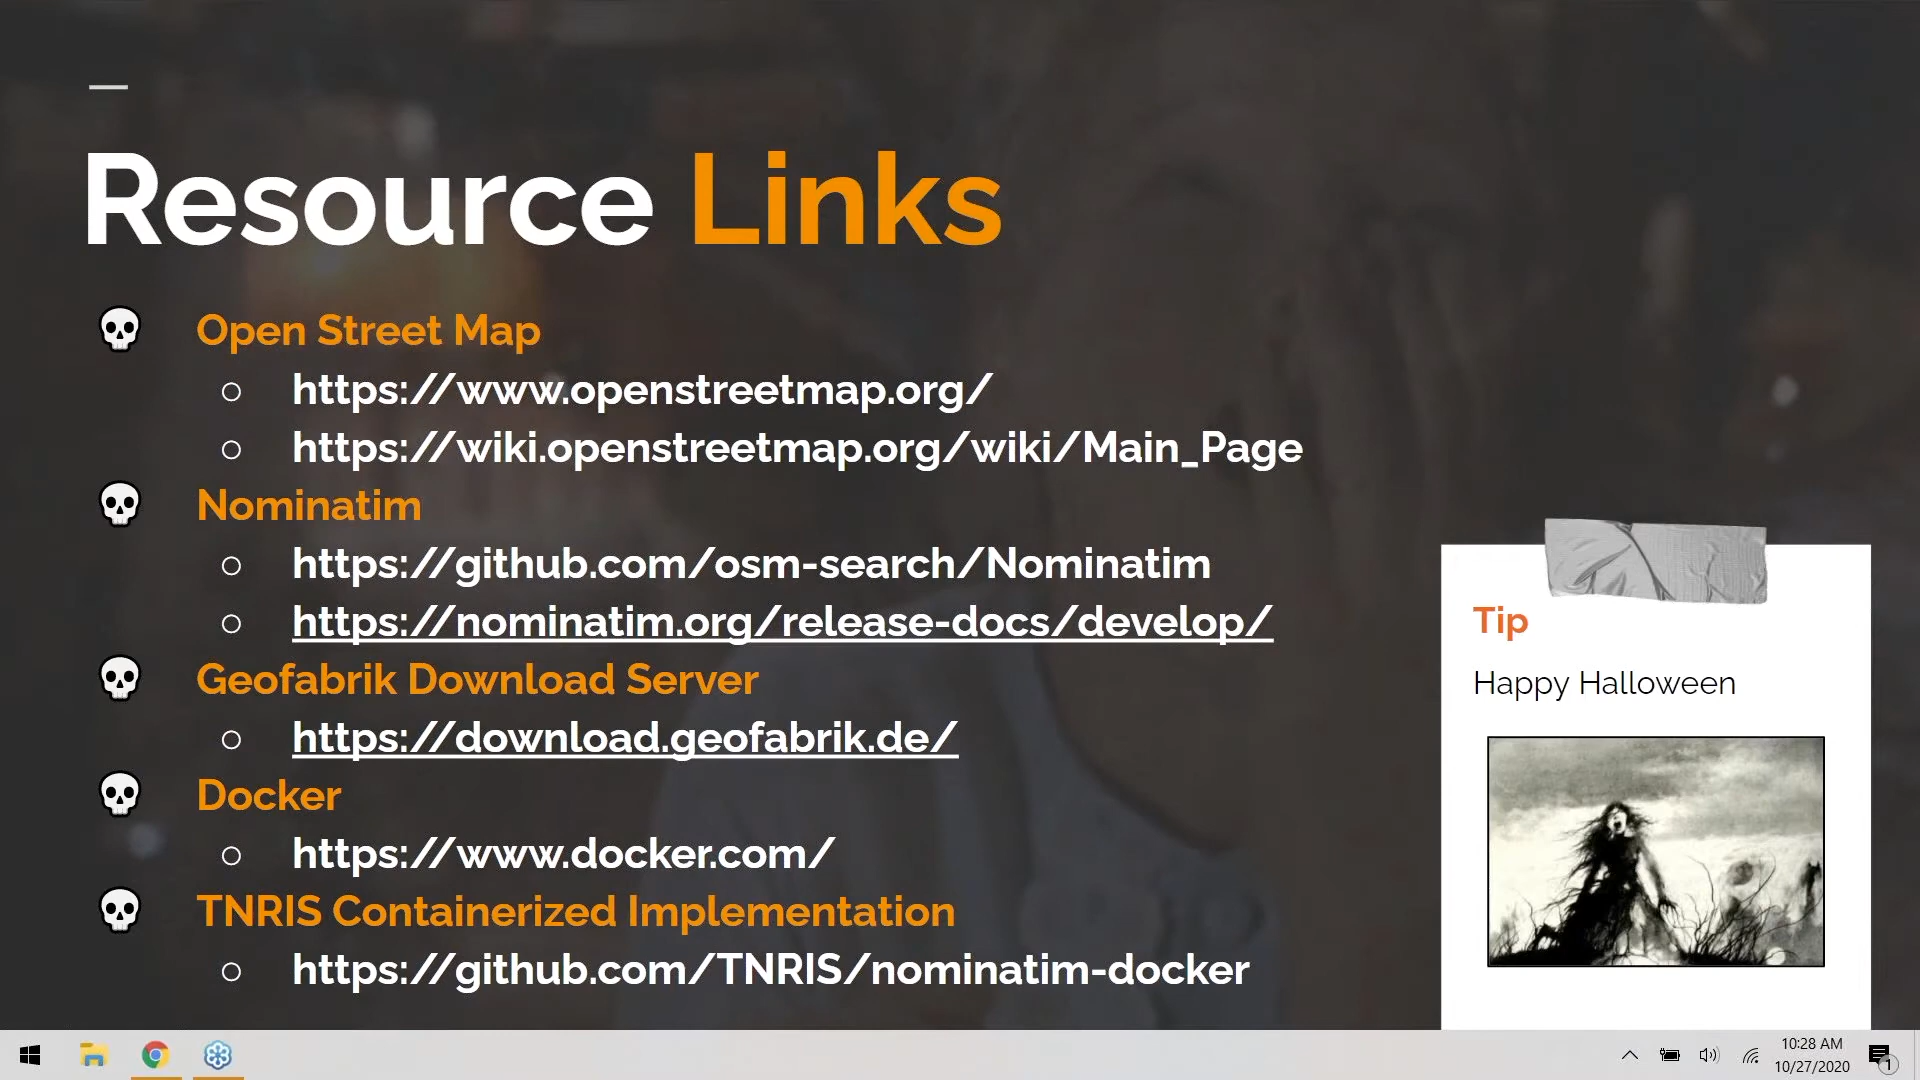 Resource Links
Open Street Map
https://www.openstreetmap.org/
https://wiki.openstreetmap.org/wiki/Main_Page
Nominatim
https://github.com/osm-search/Nominatim
https://nominatim.org/release-docs/develop/
Geofabrik Download Server
https://download.geofabrik.de/
Docker
https://www.docker.com/
TNRIS Containerized Implementation
https://github.com/TNRIS/nominatim-docker
Tip
Happy Halloween
10:28 AM
10/27/2020
1